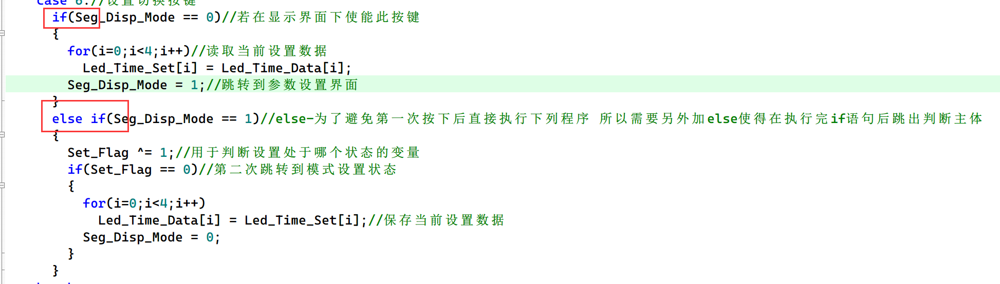 case 6://设置切换按键
if(Seg_Disp_Mode == 0)//若在显示界面下使能此按键
{
for(i=0;i<4;i++)//读取当前设置数据
Led_Time_Set[i] = Led_Time_Data[i];
Seg_Disp_Mode = 1;//跳转到参数设置界面
}
else if(Seg_Disp_Mode == 1)//else-为了避免第一次按下后直接执行下列程序 所以需要另外加else使得在执行完if语句后跳出判断主体
{
Set_Flag ^= 1;//用于判断设置处于哪个状态的变量
if(Set_Flag == 0)//第二次跳转到模式设置状态
{
for(i=0;i<4;i++)
Led_Time_Data[i] = Led_Time_Set[i];//保存当前设置数据
Seg_Disp_Mode = 0;
}
}